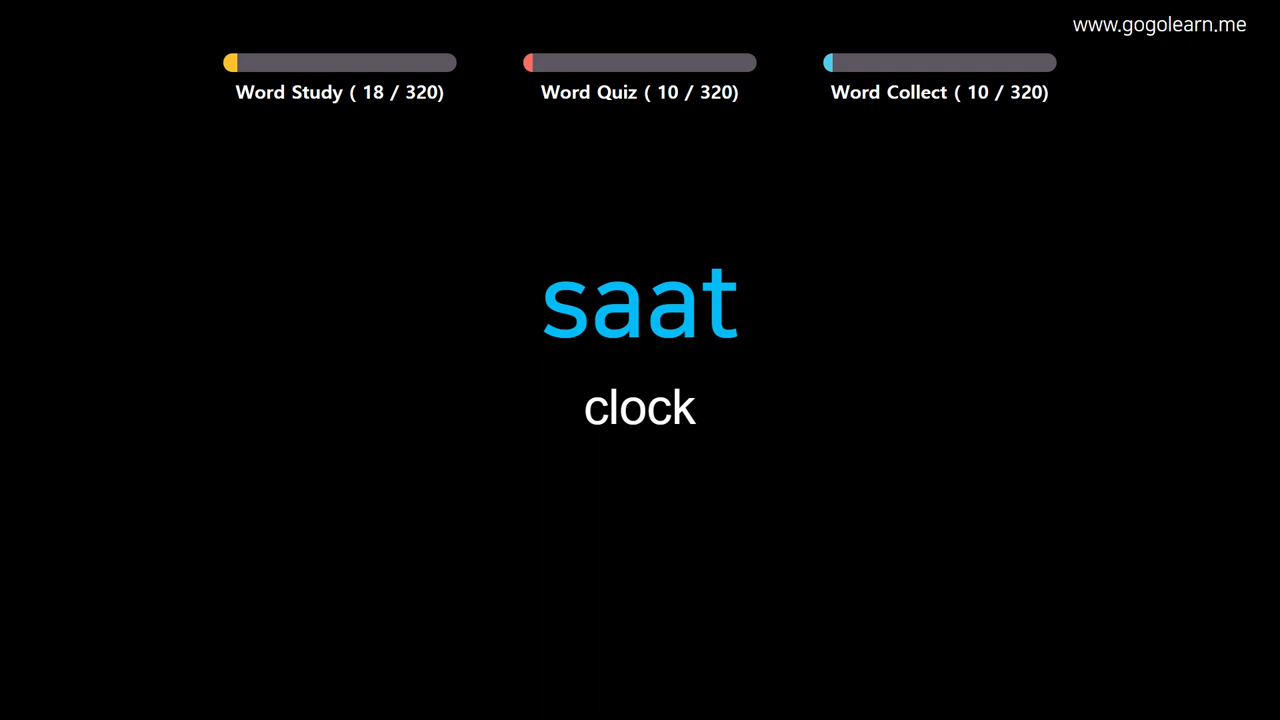 www.gogolearn.me
Word Study ( 18 / 320)
Word Quiz ( 10 / 320)
Word Collect ( 10 / 320)
saat
clock